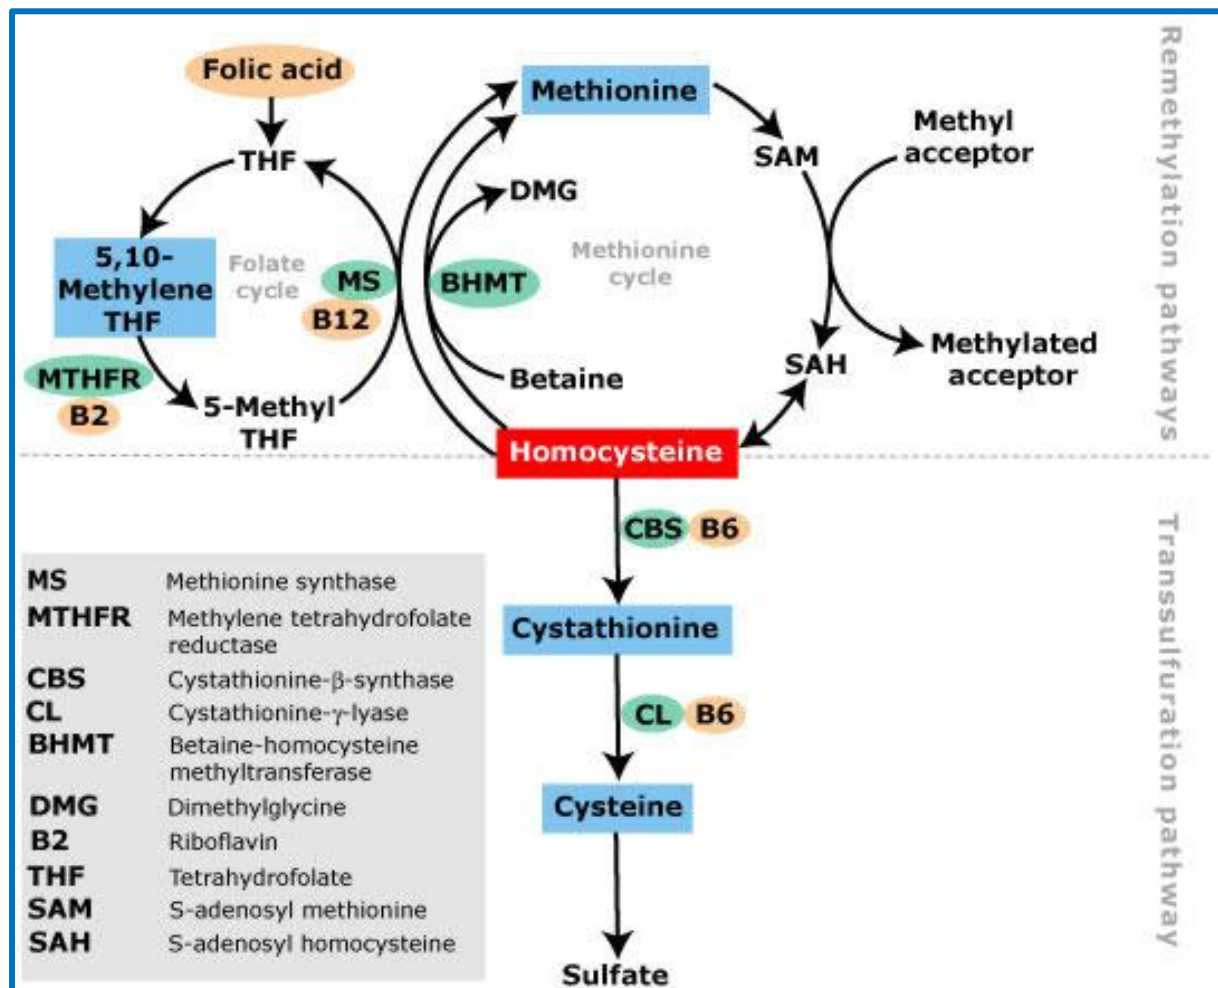 Folic acid
THF
5,10-
Methylene
THF
Folate
cycle
MS
B12
MTHFR
B2
5-Methyl
THF
Methionine
SAM
Methyl
acceptor
DMG
BHMT
Methionine
cycle
Betaine
SAH
Methylated
acceptor
Homocysteine
Remethylation pathways
CBS B6
Cystathionine
CL B6
Cysteine
Sulfate
Transsulfuration pathway
MS Methionine synthase
MTHFR Methylene tetrahydrofolate
reductase
CBS Cystathionine-β-synthase
CL Cystathionine-γ-lyase
BHMT Betaine-homocysteine
methyltransferase
DMG Dimethylglycine
B2 Riboflavin
THF Tetrahydrofolate
SAM S-adenosyl methionine
SAH S-adenosyl homocysteine